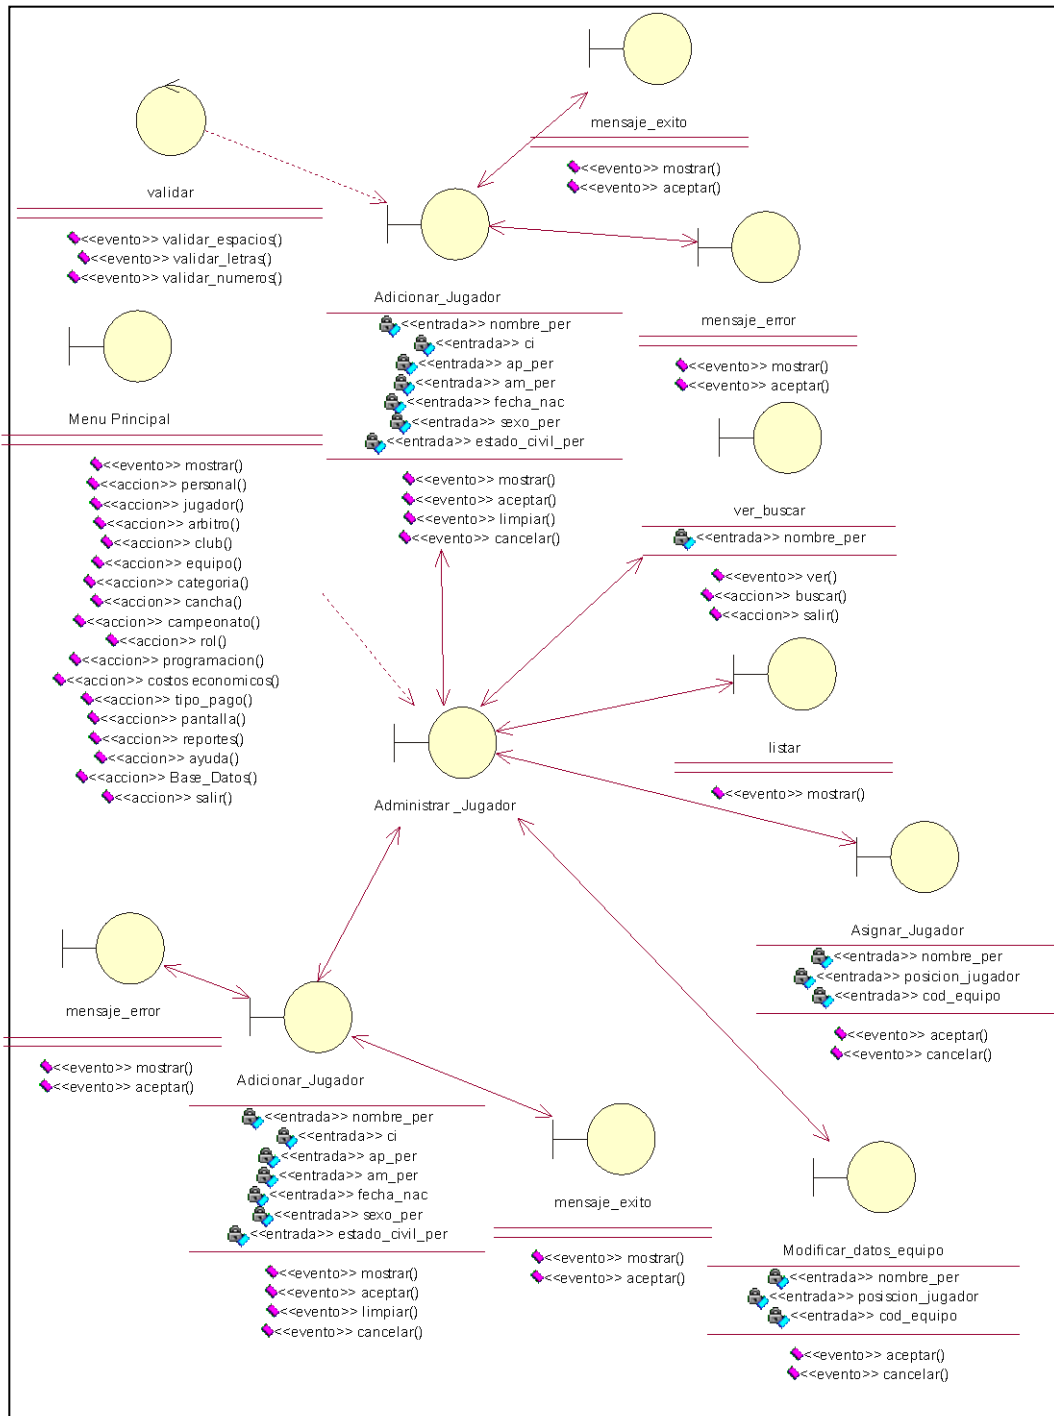 mensaje_exito
<<evento>> mostrar()
<<evento>> aceptar()
validar
<<evento>> validar_espacios()
<<evento>> validar_letras()
<<evento>> validar_numeros()
Adicionar_Jugador
<<entrada>> nombre_per
<<entrada>> ci
<<entrada>> ap_per
<<entrada>> am_per
<<entrada>> fecha_nac
<<entrada>> sexo_per
<<entrada>> estado_civil_per
<<evento>> mostrar()
<<evento>> aceptar()
<<evento>> limpiar()
<<evento>> cancelar()
mensaje_error
<<evento>> mostrar()
<<evento>> aceptar()
Menu Principal
<<evento>> mostrar()
<<accion>> personal()
<<accion>> jugador()
<<accion>> arbitro()
<<accion>> club()
<<accion>> equipo()
<<accion>> categoria()
<<accion>> cancha()
<<accion>> campeonato()
<<accion>> rol()
<<accion>> programacion()
<<accion>> costos economicos()
<<accion>> tipo_pago()
<<accion>> pantalla()
<<accion>> reportes()
<<accion>> ayuda()
<<accion>> Base_Datos()
<<accion>> salir()
ver_buscar
<<entrada>> nombre_per
<<evento>> ver()
<<accion>> buscar()
<<accion>> salir()
listar
<<evento>> mostrar()
Administrar _Jugador
Asignar_Jugador
<<entrada>> nombre_per
<<entrada>> posicion_jugador
<<entrada>> cod_equipo
<<evento>> aceptar()
<<evento>> cancelar()
mensaje_error
<<evento>> mostrar()
<<evento>> aceptar()
Adicionar_Jugador
<<entrada>> nombre_per
<<entrada>> ci
<<entrada>> ap_per
<<entrada>> am_per
<<entrada>> fecha_nac
<<entrada>> sexo_per
<<entrada>> estado_civil_per
<<evento>> mostrar()
<<evento>> aceptar()
<<evento>> limpiar()
<<evento>> cancelar()
mensaje_exito
<<evento>> mostrar()
<<evento>> aceptar()
Modificar_datos_equipo
<<entrada>> nombre_per
<<entrada>> posiscion_jugador
<<entrada>> cod_equipo
<<evento>> aceptar()
<<evento>> cancelar()